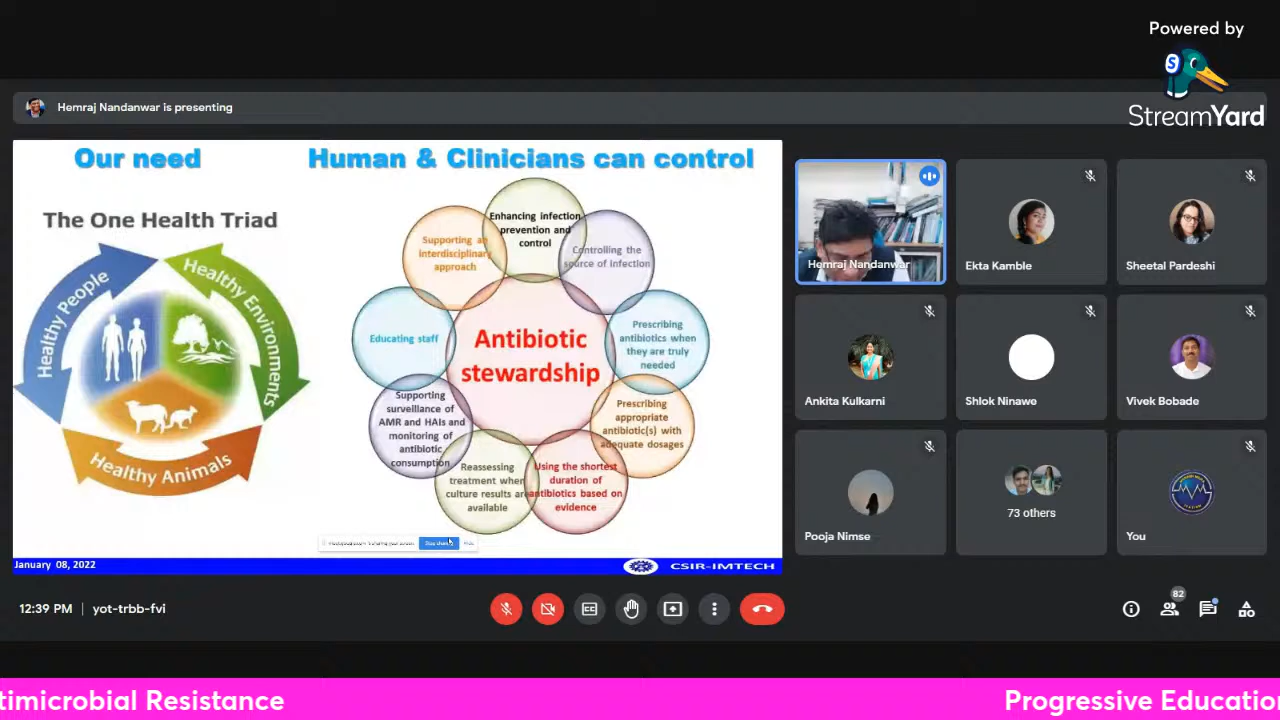 Powered by
StreamYard
Hemraj Nandanwar is presenting
Our need
Human & Clinicians can control
The One Health Triad
Healthy People
Healthy Environments
Healthy Animals
Antibiotic
stewardship
Enhancing infection
prevention and
control
Controlling the
source of infection
Prescribing
antibiotics when
they are truly
needed
Prescribing
appropriate
antibiotic(s) with
adequate dosages
Using the shortest
duration of
antibiotics based on
evidence
Reassessing
treatment when
culture results are
available
Supporting
surveillance of
AMR and HAIs and
monitoring of
antibiotic
consumption
Educating staff
Supporting an
interdisciplinary
approach
January 08, 2022
CSIR-IMTECH
Hemraj Nandanwar
Ekta Kamble
Sheetal Pardeshi
Ankita Kulkarni
Shlok Ninawe
Vivek Bobade
Pooja Nimse
73 others
You
12:39 PM | yot-trbb-fvi
82
timicrobial Resistance
Progressive Education